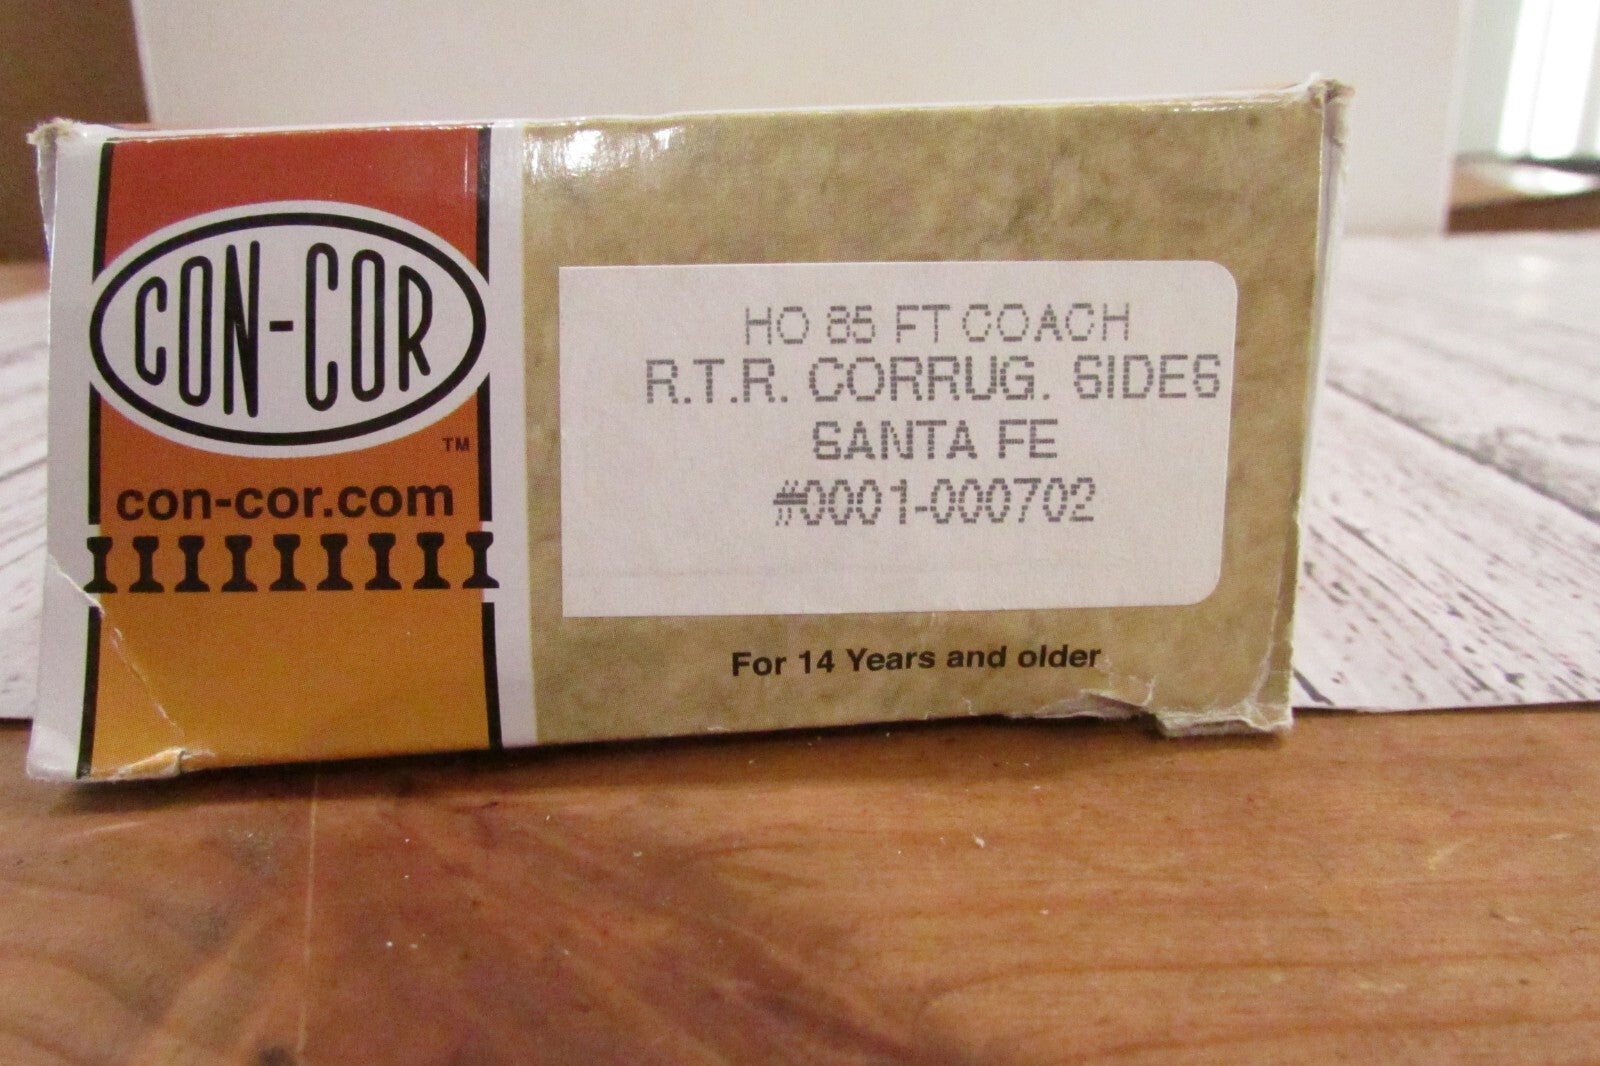 CON-COR
TM
con-cor.com
HO 85 FT COACH
R.T.R. CORRUG. SIDES
SANTA FE
#0001-000702
For 14 Years and older